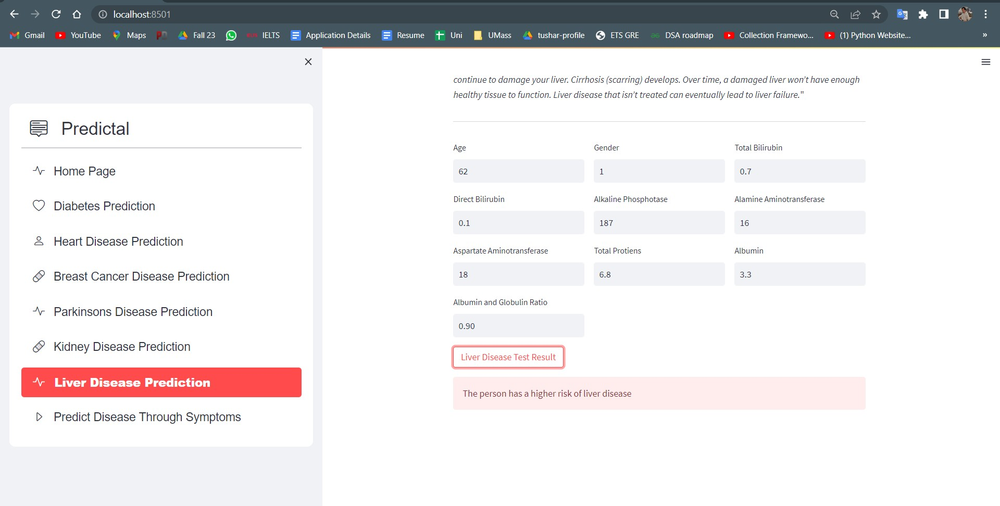 localhost:8501
Gmail YouTube Maps Fall 23 IELTS Application Details Resume Uni UMass tushar-profile ETS GRE DSA roadmap Collection Framewo... (1) Python Website... »
Predictal
Home Page
Diabetes Prediction
Heart Disease Prediction
Breast Cancer Disease Prediction
Parkinsons Disease Prediction
Kidney Disease Prediction
Liver Disease Prediction
Predict Disease Through Symptoms
continue to damage your liver. Cirrhosis (scarring) develops. Over time, a damaged liver won’t have enough
healthy tissue to function. Liver disease that isn’t treated can eventually lead to liver failure."
Age Gender Total Bilirubin
62 1 0.7
Direct Bilirubin Alkaline Phosphotase Alamine Aminotransferase
0.1 187 16
Aspartate Aminotransferase Total Protiens Albumin
18 6.8 3.3
Albumin and Globulin Ratio
0.90
Liver Disease Test Result
The person has a higher risk of liver disease